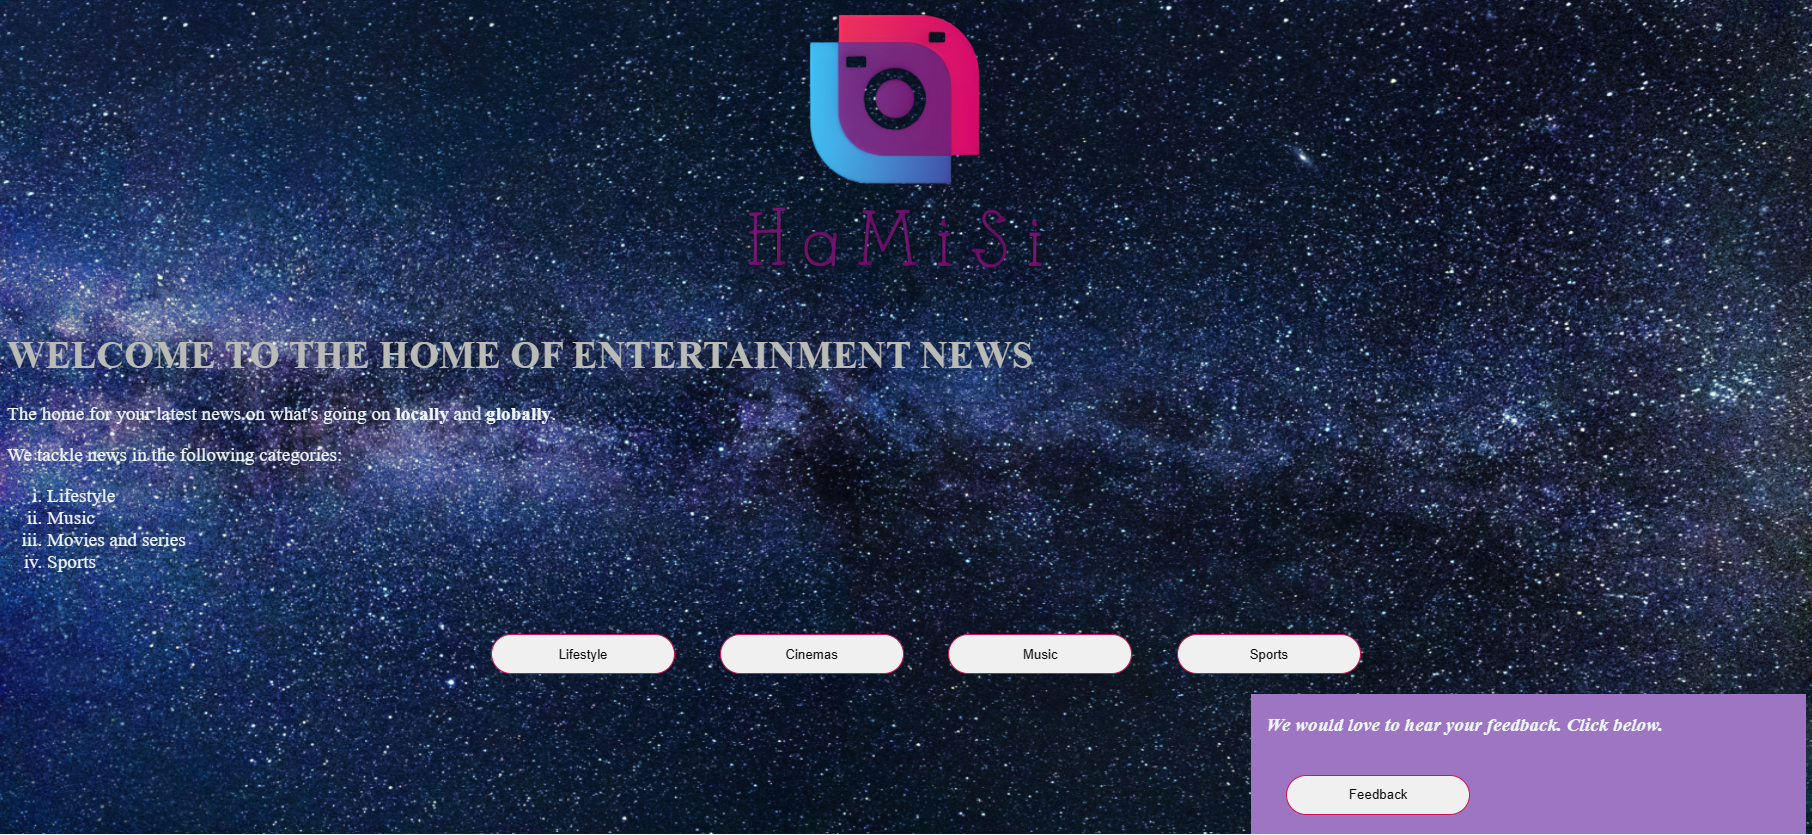 HaMiSi
WELCOME TO THE HOME OF ENTERTAINMENT NEWS
The home for your latest news on what's going on locally and globally.
We tackle news in the following categories:
i. Lifestyle
ii. Music
iii. Movies and series
iv. Sports
Lifestyle
Cinemas
Music
Sports
We would love to hear your feedback. Click below.
Feedback